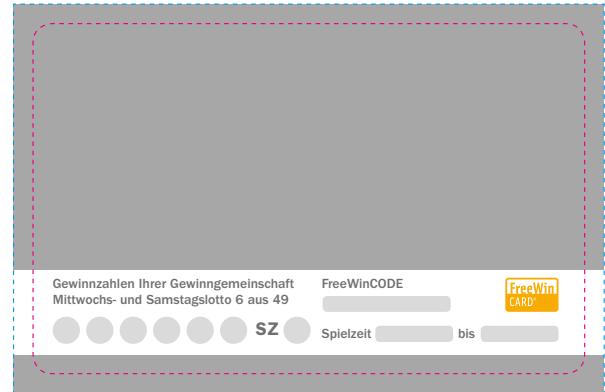 Gewinnzahlen Ihrer Gewinngemeinschaft
Mittwochs- und Samstagslotto 6 aus 49
SZ
FreeWinCODE
Spielzeit bis
FreeWin
CARD